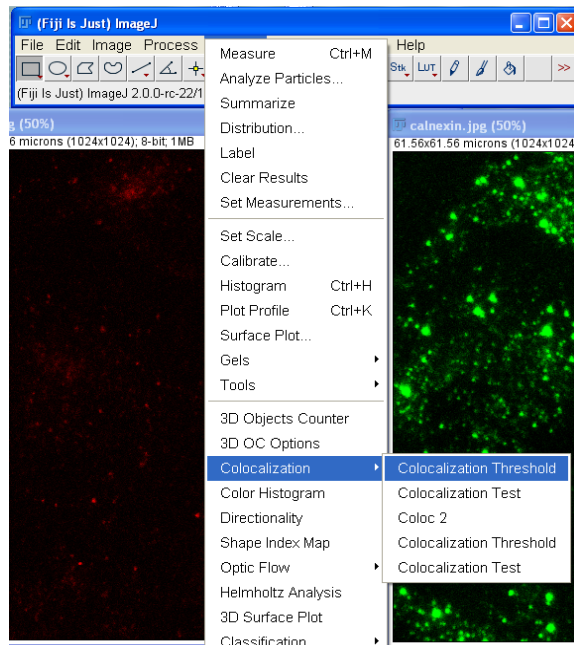 (Fiji Is Just) ImageJ
File Edit Image Process Help
Stk LUT >>
(Fiji Is Just) ImageJ 2.0.0-rc-22/1
(50%)
6 microns (1024x1024); 8-bit; 1MB
calnexin.jpg (50%)
61.56x61.56 microns (1024x1024
Measure Ctrl+M
Analyze Particles...
Summarize
Distribution...
Label
Clear Results
Set Measurements...
Set Scale...
Calibrate...
Histogram Ctrl+H
Plot Profile Ctrl+K
Surface Plot...
Gels
Tools
3D Objects Counter
3D OC Options
Colocalization
Color Histogram
Directionality
Shape Index Map
Optic Flow
Helmholtz Analysis
3D Surface Plot
Classification
Colocalization Threshold
Colocalization Test
Coloc 2
Colocalization Threshold
Colocalization Test